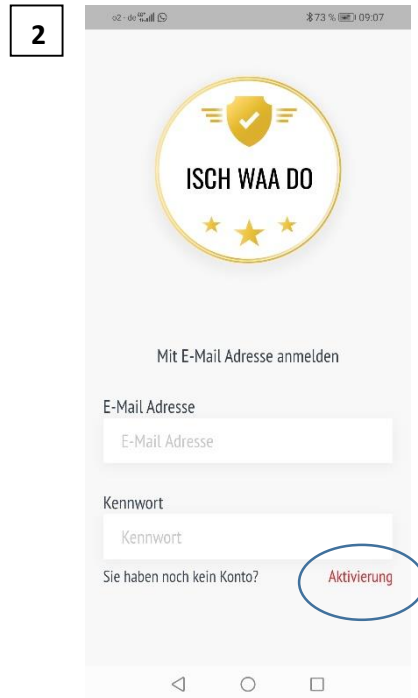 2
o2 - de 73 % 09:07
ISCH WAA DO
Mit E-Mail Adresse anmelden
E-Mail Adresse
E-Mail Adresse
Kennwort
Kennwort
Sie haben noch kein Konto? Aktivierung